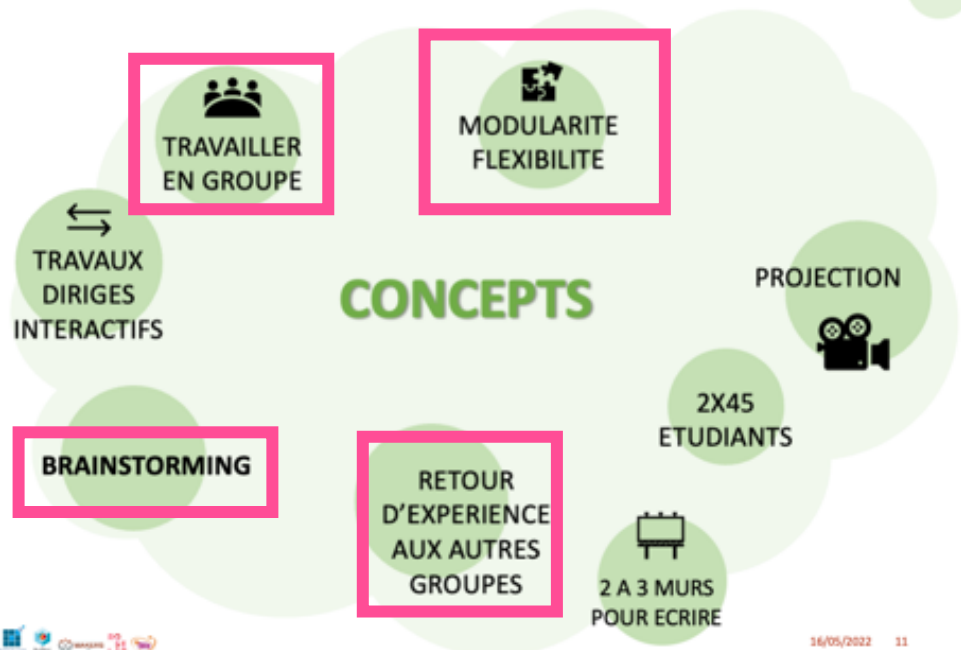 TRAVAILLER
EN GROUPE
MODULARITE
FLEXIBILITE
TRAVAUX
DIRIGES
INTERACTIFS
CONCEPTS
PROJECTION
2X45
ETUDIANTS
BRAINSTORMING
RETOUR
D'EXPERIENCE
AUX AUTRES
GROUPES
2 A 3 MURS
POUR ECRIRE
16/05/2022 11